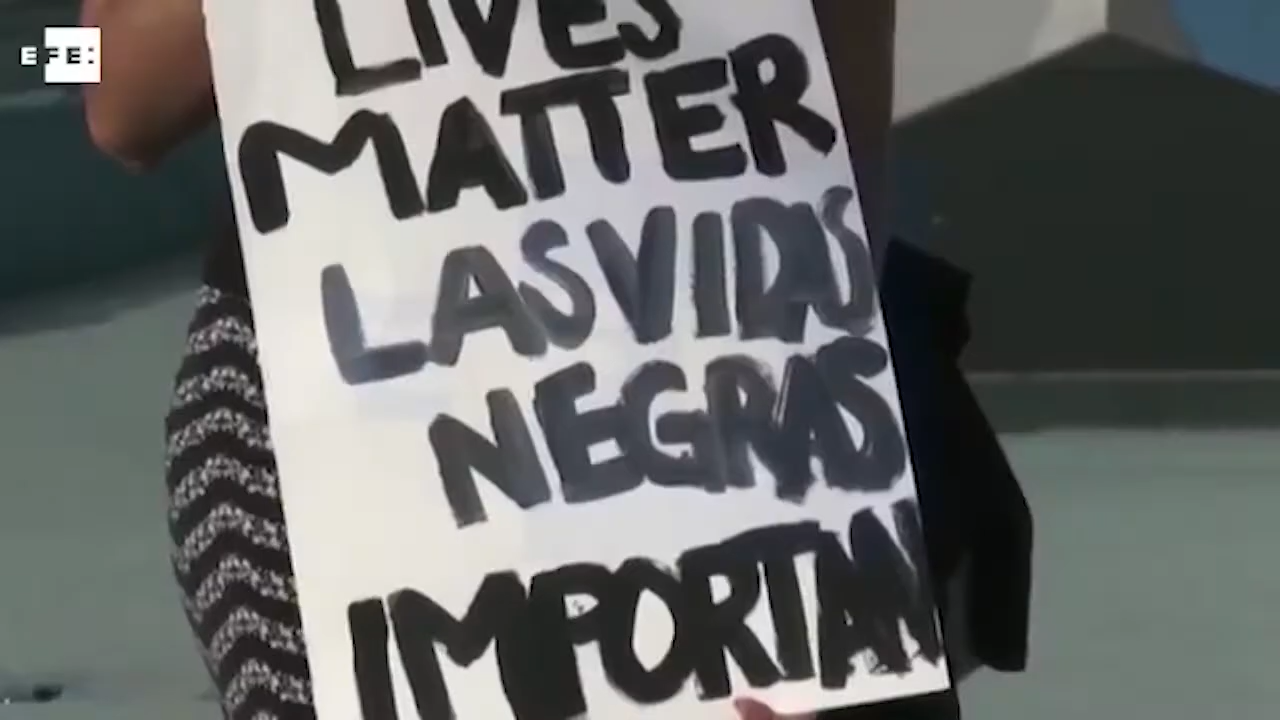 EFE:
LIVES
MATTER
LAS VIDAS
NEGRAS
IMPORTAN